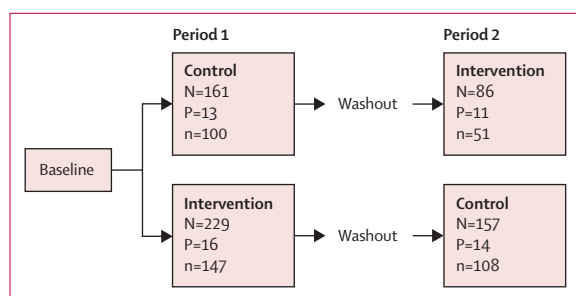 Period 1
Period 2
Control
N=161
P=13
n=100
Washout
Intervention
N=86
P=11
n=51
Baseline
Intervention
N=229
P=16
n=147
Washout
Control
N=157
P=14
n=108